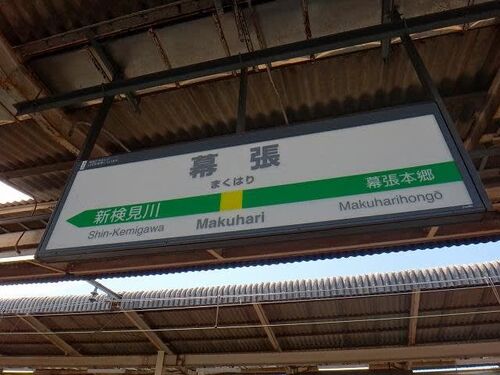 幕張
まくはり
新検見川
幕張本郷
Shin-Kemigawa
Makuhari
Makuharihongō